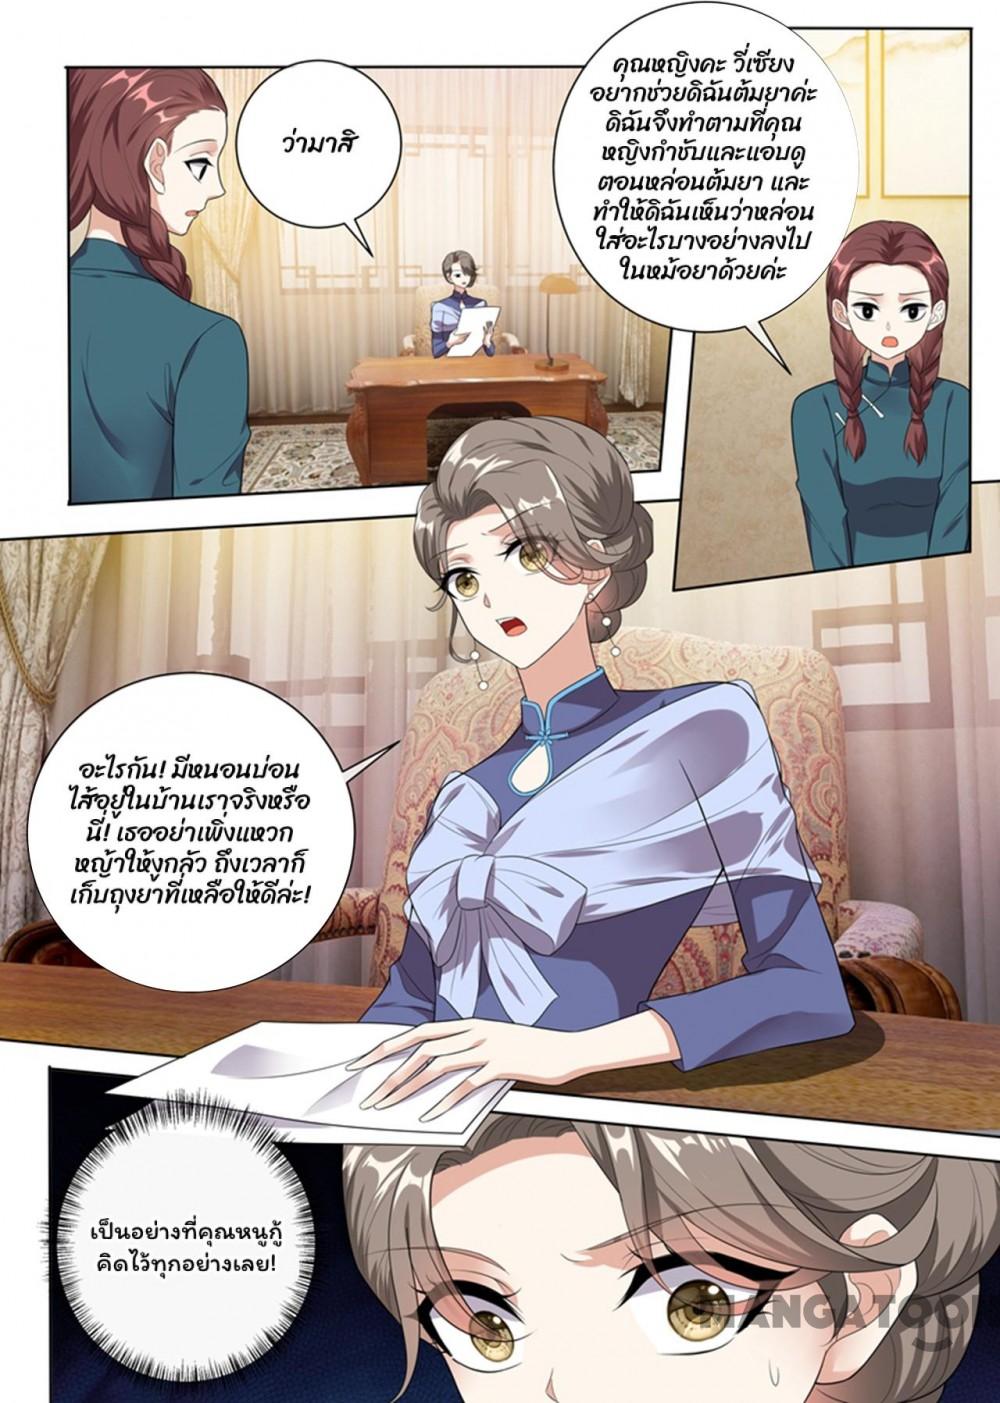 ว่ามาสิ
คุณหญิงคะ วี่เซียง
อยากช่วยดิฉันต้มยาค่ะ
ดิฉันจึงทำตามที่คุณ
หญิงกำชับและแอบดู
ตอนหล่อนต้มยา และ
ทำให้ดิฉันเห็นว่าหล่อน
ใส่อะไรบางอย่างลงไป
ในหม้อยาด้วยค่ะ
อะไรกัน! มีหนอนบ่อน
ไส้อยู่ในบ้านเราจริงหรือ
นี่! เธออย่าเพิ่งแหวก
หญ้าให้งูกลัว ถึงเวลาก็
เก็บถุงยาที่เหลือให้ดีล่ะ!
เป็นอย่างที่คุณหนูกู้
คิดไว้ทุกอย่างเลย!
MANGATOON